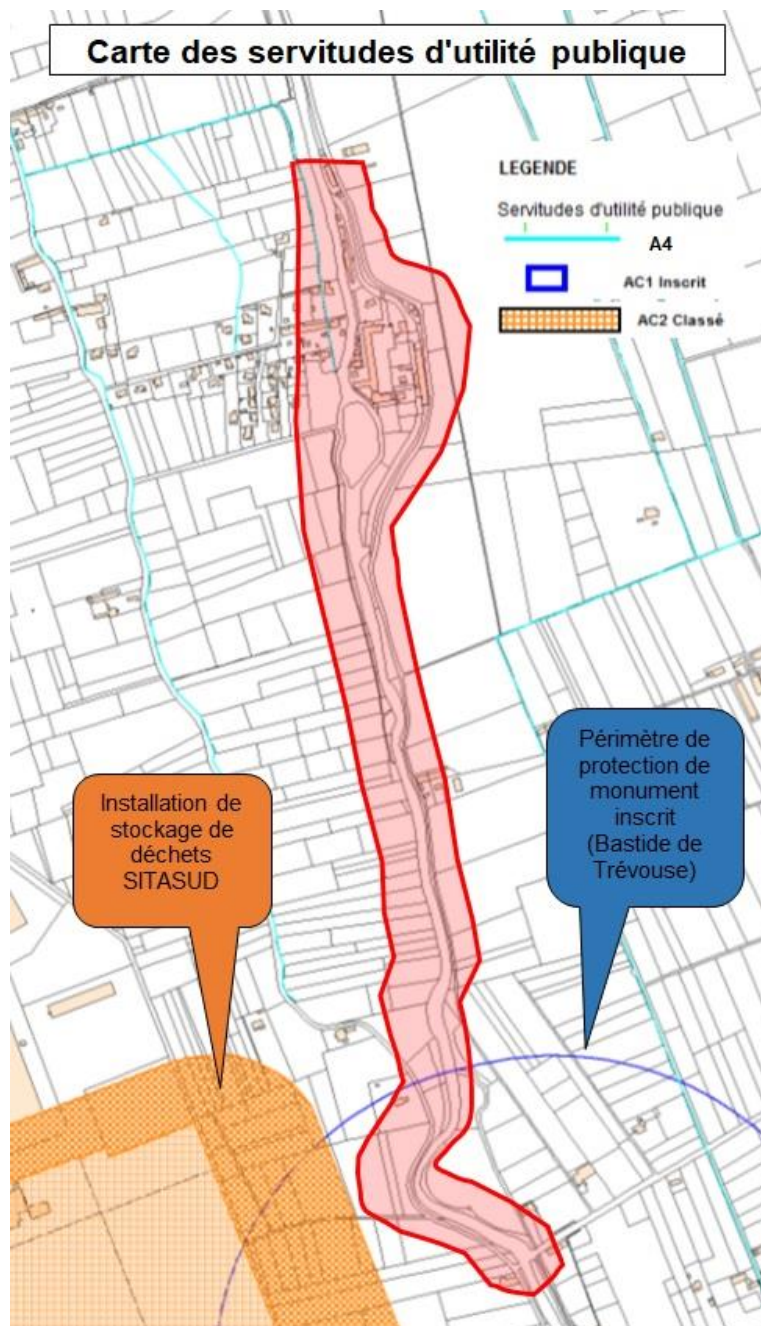 Carte des servitudes d'utilité publique
LEGENDE
Servitudes d'utilité publique
A4
AC1 Inscrit
AC2 Classé
Périmètre de
protection de
monument
inscrit
(Bastide de
Trévouse)
Installation de
stockage de
déchets
SITASUD